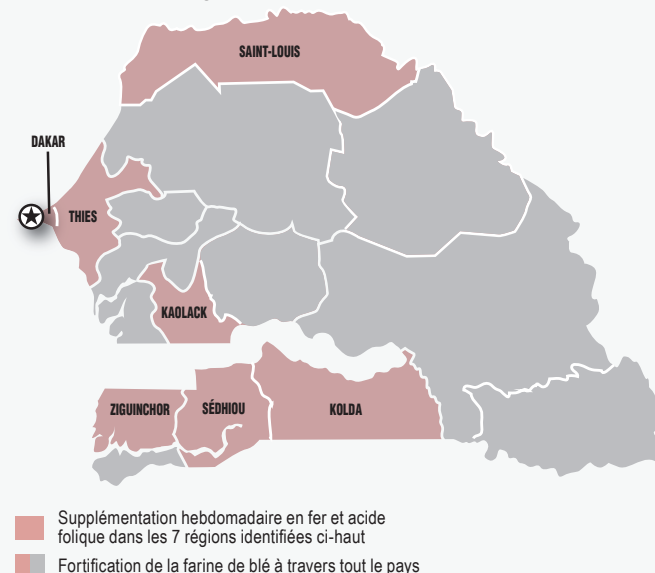 SAINT-LOUIS
DAKAR
THIES
KAOLACK
ZIGUINCHOR
SÉDHIOU
KOLDA
Supplémentation hebdomadaire en fer et acide
folique dans les 7 régions identifiées ci-haut
Fortification de la farine de blé à travers tout le pays